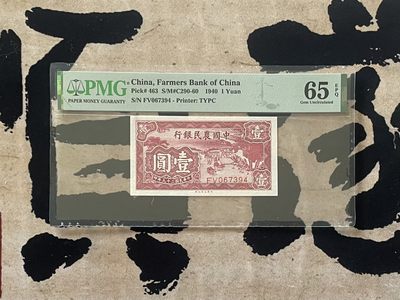 PMG
PAPER MONEY GUARANTY
China, Farmers Bank of China
Pick# 463 S/M#C290-60 1940 1 Yuan
S/N FV067394 - Printer: TYPC
65 EPQ
Gem Uncirculated
行銀民農國中
壹
圓壹
FV067394
壹